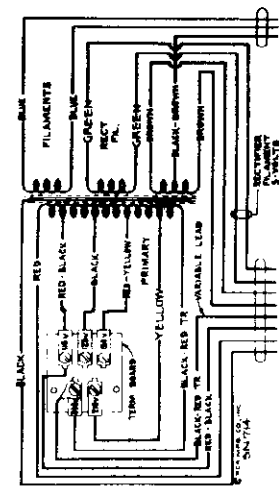 BLUE
FILAMENTS
BLUE
GREEN
RECT
FIL.
GREEN
BROWN
BLACK-BROWN
BROWN
RECTIFIER
FILAMENT
5-VOLTS
BLACK
RED
RED-BLACK
BLACK
RED-YELLOW
PRIMARY
YELLOW
TERM BOARD
BLACK RED TR
VARIABLE LEAD
BLACK-RED TR
RED-BLACK